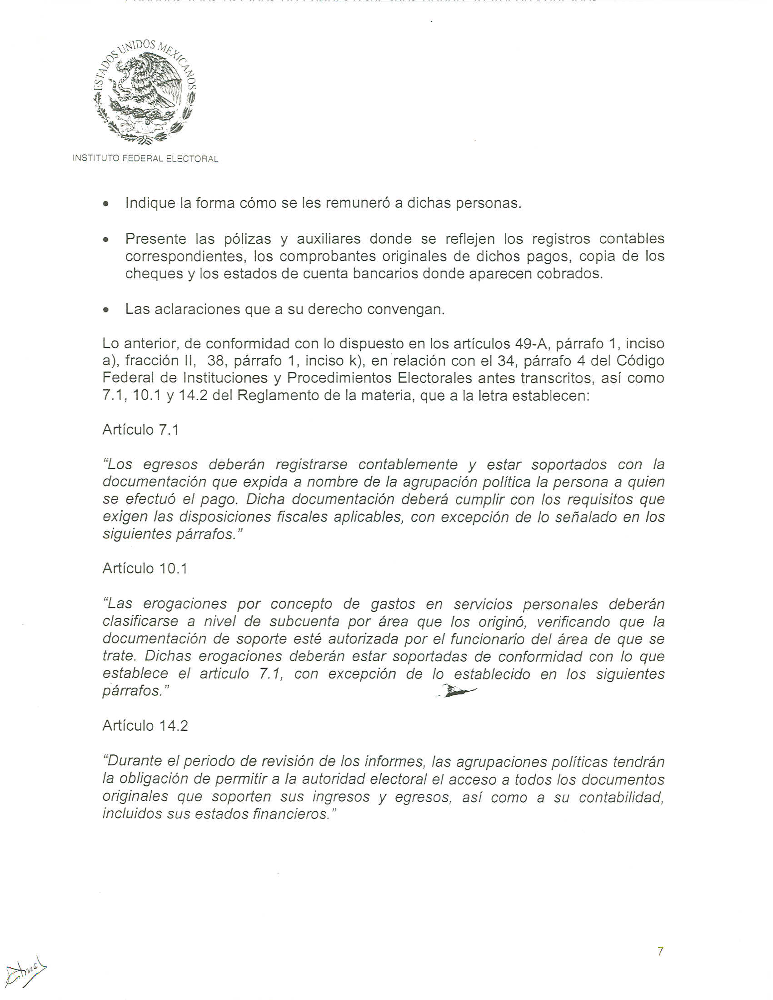 ESTADOS UNIDOS MEXICANOS
INSTITUTO FEDERAL ELECTORAL
• Indique la forma cómo se les remuneró a dichas personas.
• Presente las pólizas y auxiliares donde se reflejen los registros contables
correspondientes, los comprobantes originales de dichos pagos, copia de los
cheques y los estados de cuenta bancarios donde aparecen cobrados.
• Las aclaraciones que a su derecho convengan.
Lo anterior, de conformidad con lo dispuesto en los artículos 49-A, párrafo 1, inciso
a), fracción II, 38, párrafo 1, inciso k), en relación con el 34, párrafo 4 del Código
Federal de Instituciones y Procedimientos Electorales antes transcritos, así como
7.1, 10.1 y 14.2 del Reglamento de la materia, que a la letra establecen:
Artículo 7.1
“Los egresos deberán registrarse contablemente y estar soportados con la
documentación que expida a nombre de la agrupación política la persona a quien
se efectuó el pago. Dicha documentación deberá cumplir con los requisitos que
exigen las disposiciones fiscales aplicables, con excepción de lo señalado en los
siguientes párrafos.”
Artículo 10.1
“Las erogaciones por concepto de gastos en servicios personales deberán
clasificarse a nivel de subcuenta por área que los originó, verificando que la
documentación de soporte esté autorizada por el funcionario del área de que se
trate. Dichas erogaciones deberán estar soportadas de conformidad con lo que
establece el articulo 7.1, con excepción de lo establecido en los siguientes
párrafos.”
Artículo 14.2
“Durante el periodo de revisión de los informes, las agrupaciones políticas tendrán
la obligación de permitir a la autoridad electoral el acceso a todos los documentos
originales que soporten sus ingresos y egresos, así como a su contabilidad,
incluidos sus estados financieros.”
7